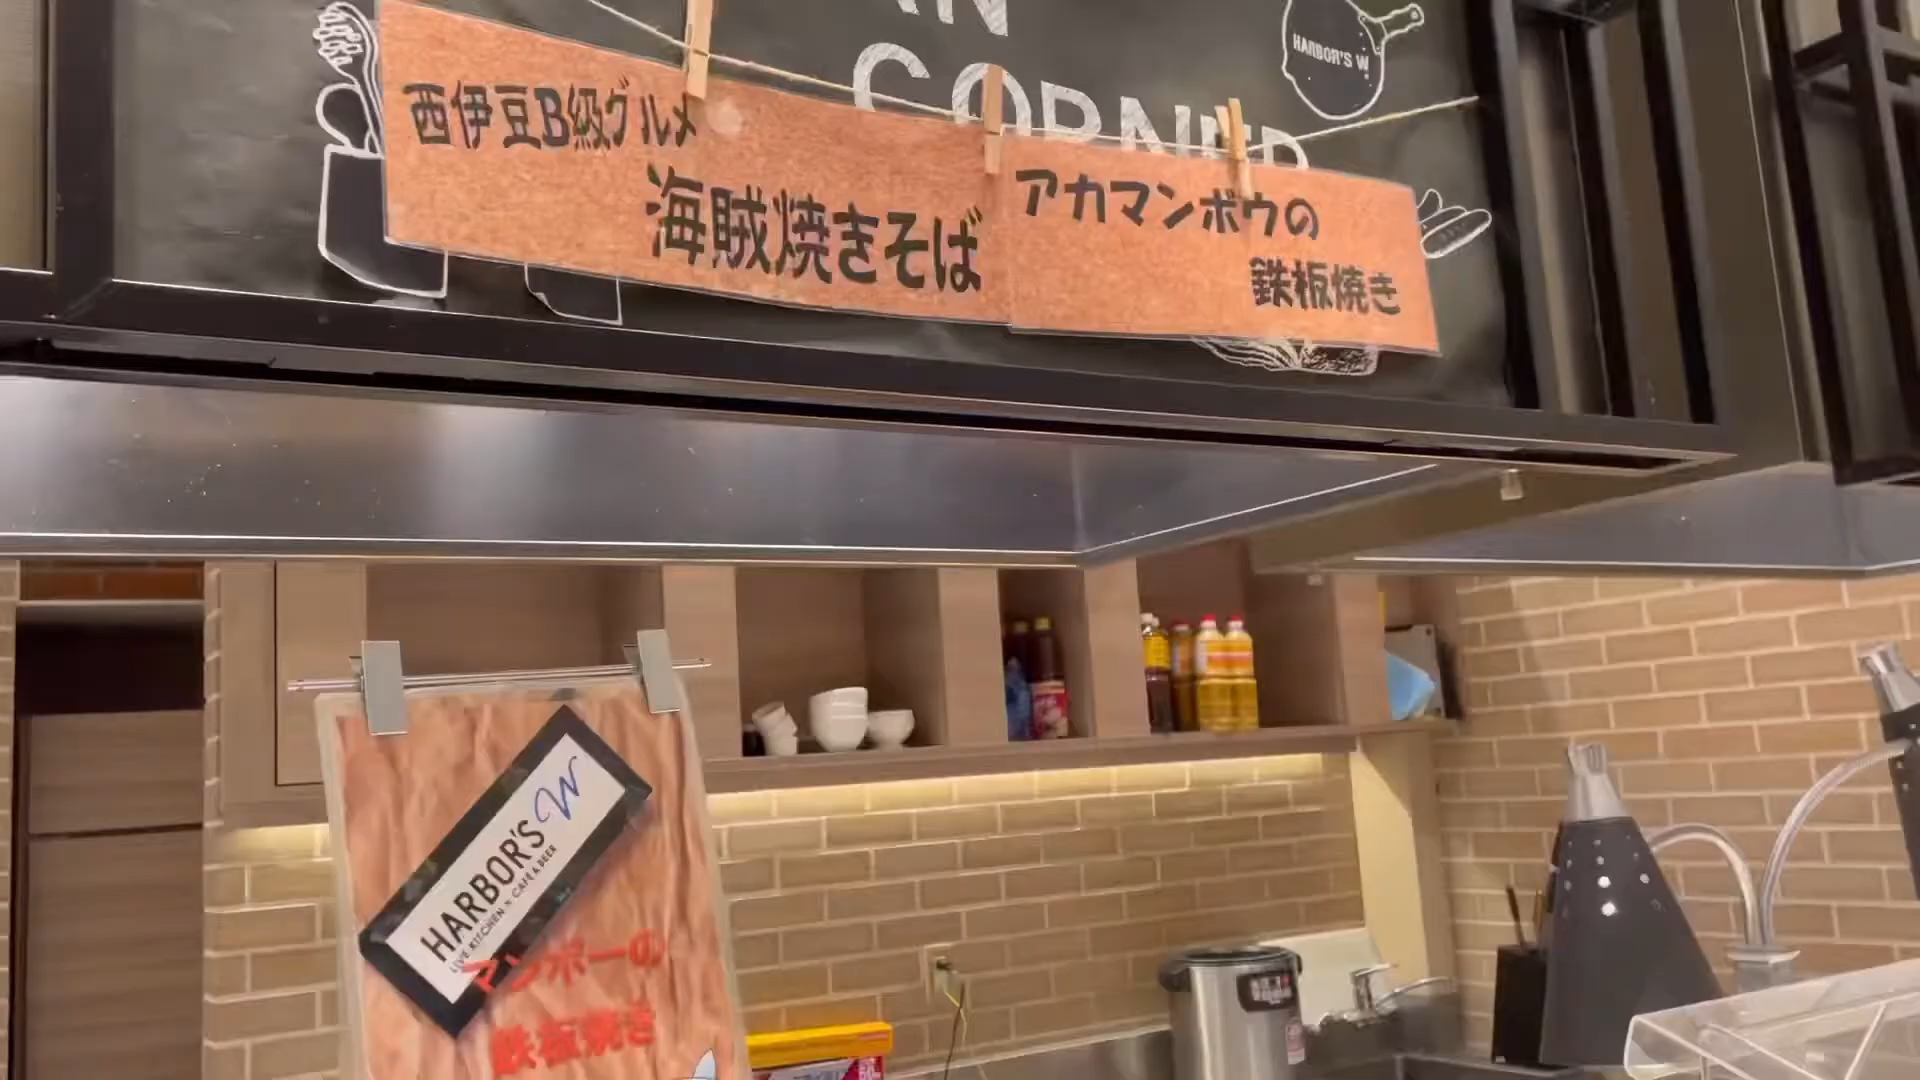 CORNER
HARBOR'S W
西伊豆B級グルメ
海賊焼きそば
アカマンボウの
鉄板焼き
HARBOR'S W
LIVE KITCHEN × CAFE & BEER
マンボーの
鉄板焼き